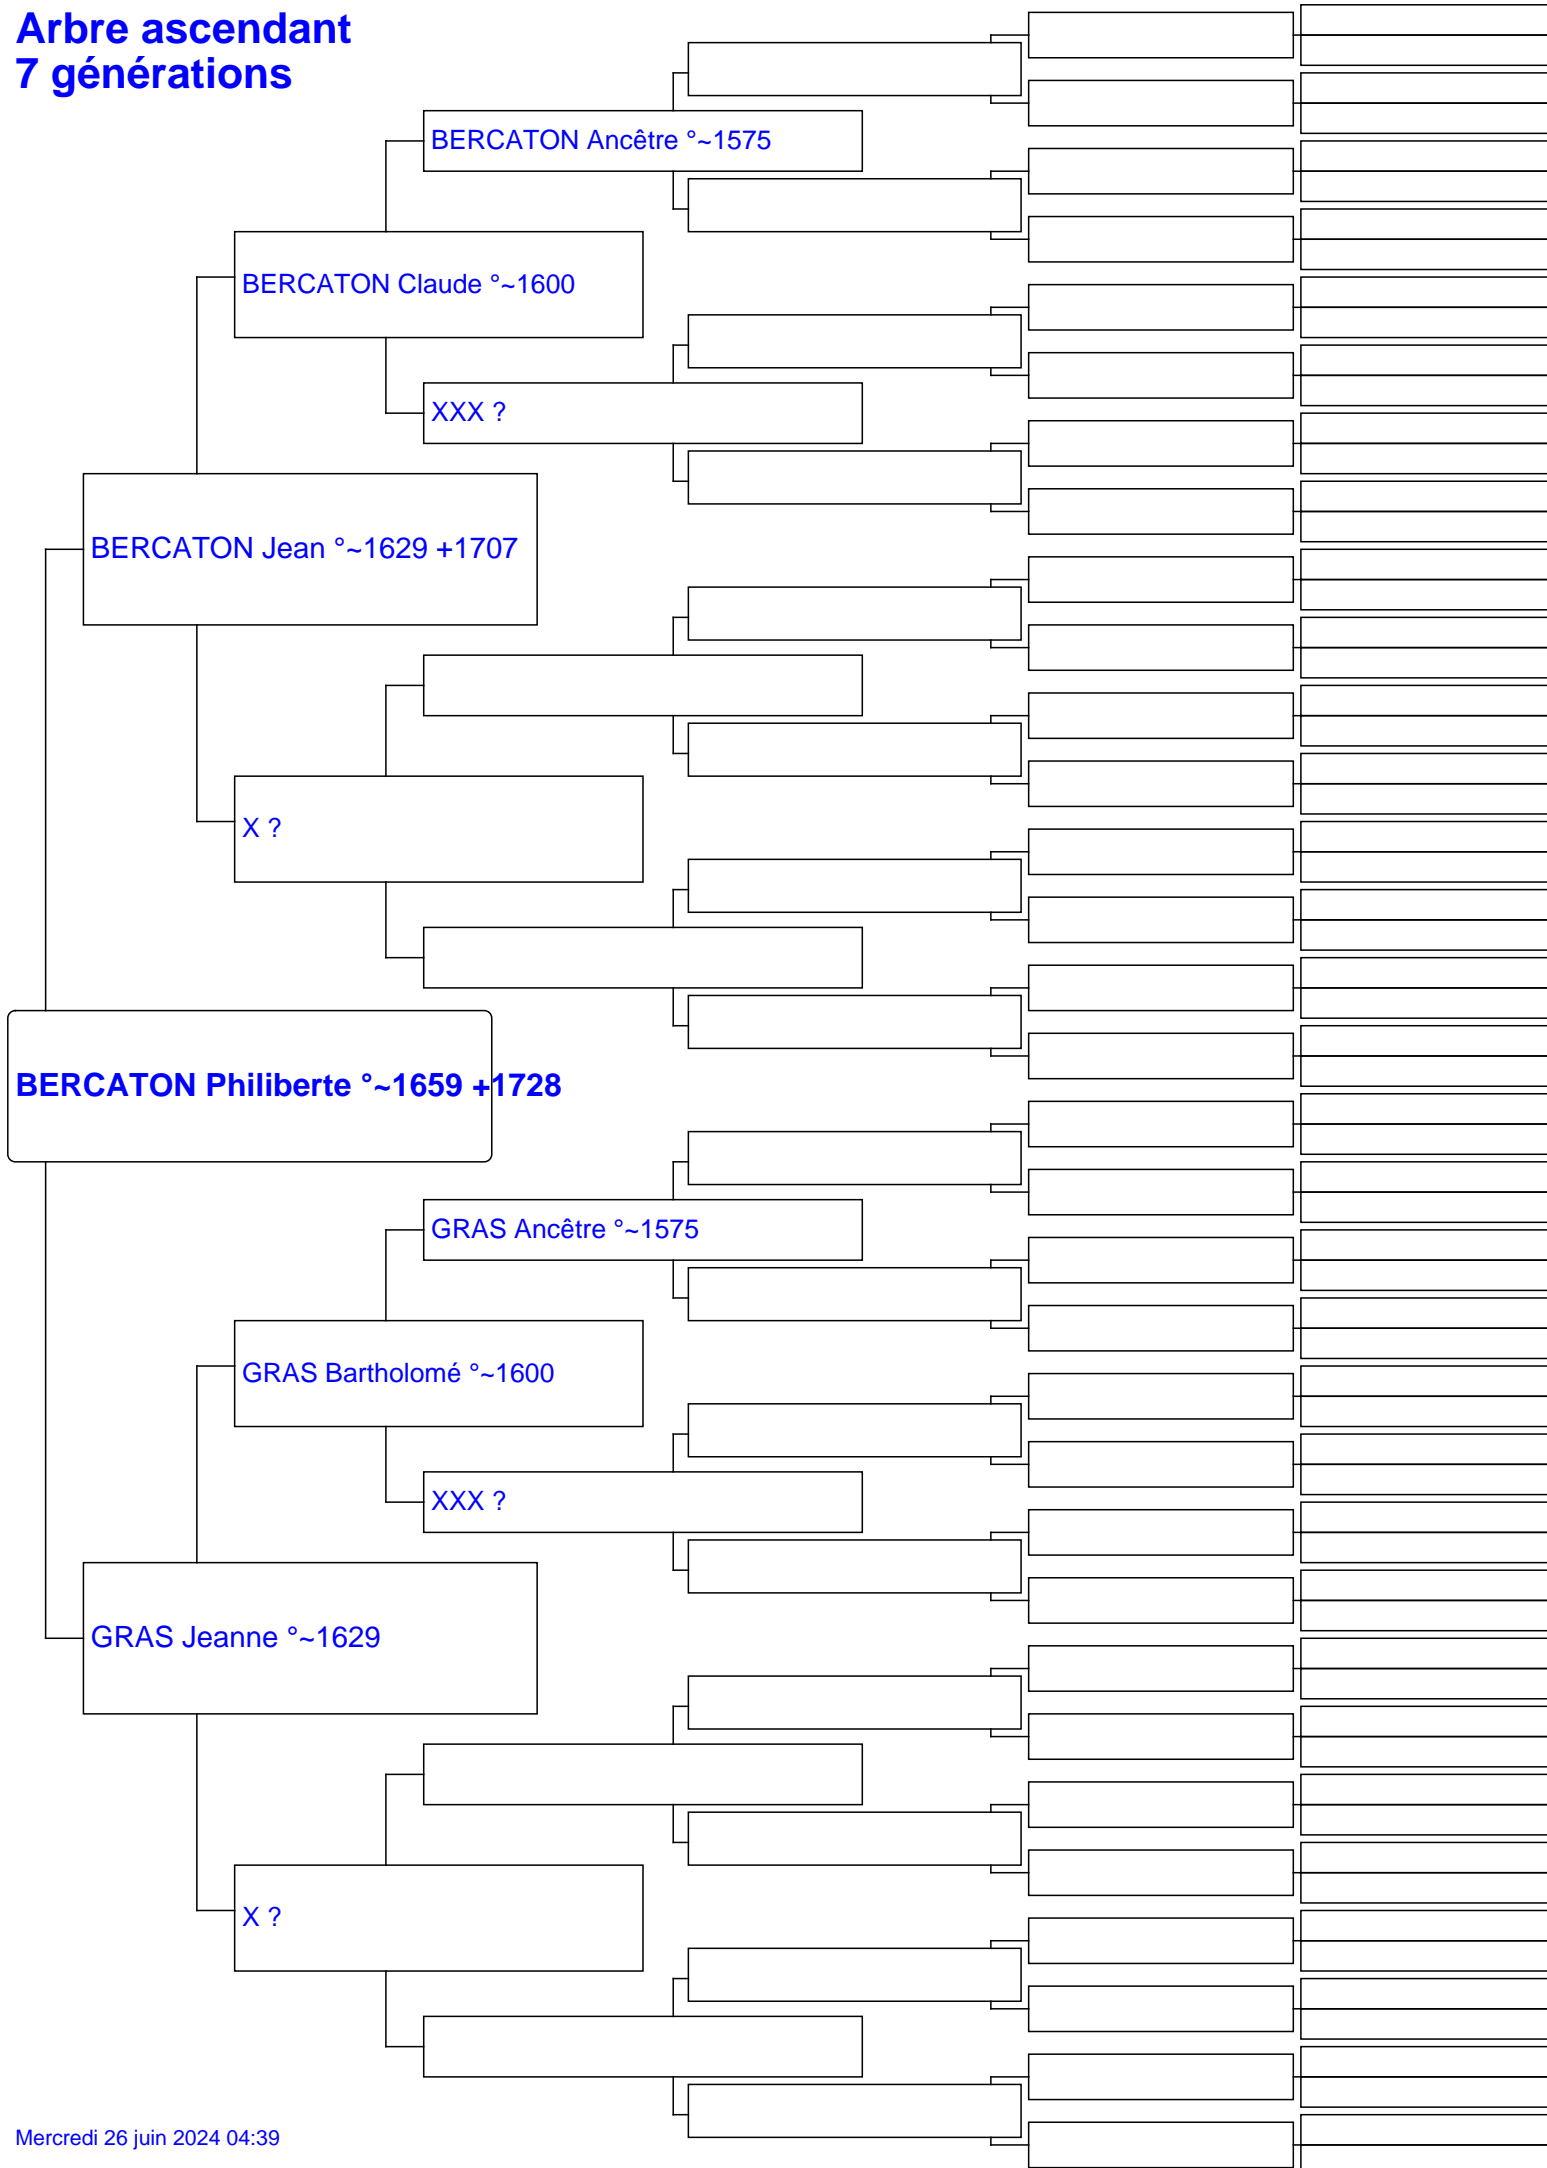 Arbre ascendant
7 générations
BERCATON Ancêtre °~1575
BERCATON Claude °~1600
XXX ?
BERCATON Jean °~1629 +1707
X ?
BERCATON Philiberte °~1659 +1728
GRAS Ancêtre °~1575
GRAS Bartholomé °~1600
XXX ?
GRAS Jeanne °~1629
X ?
Mercredi 26 juin 2024 04:39